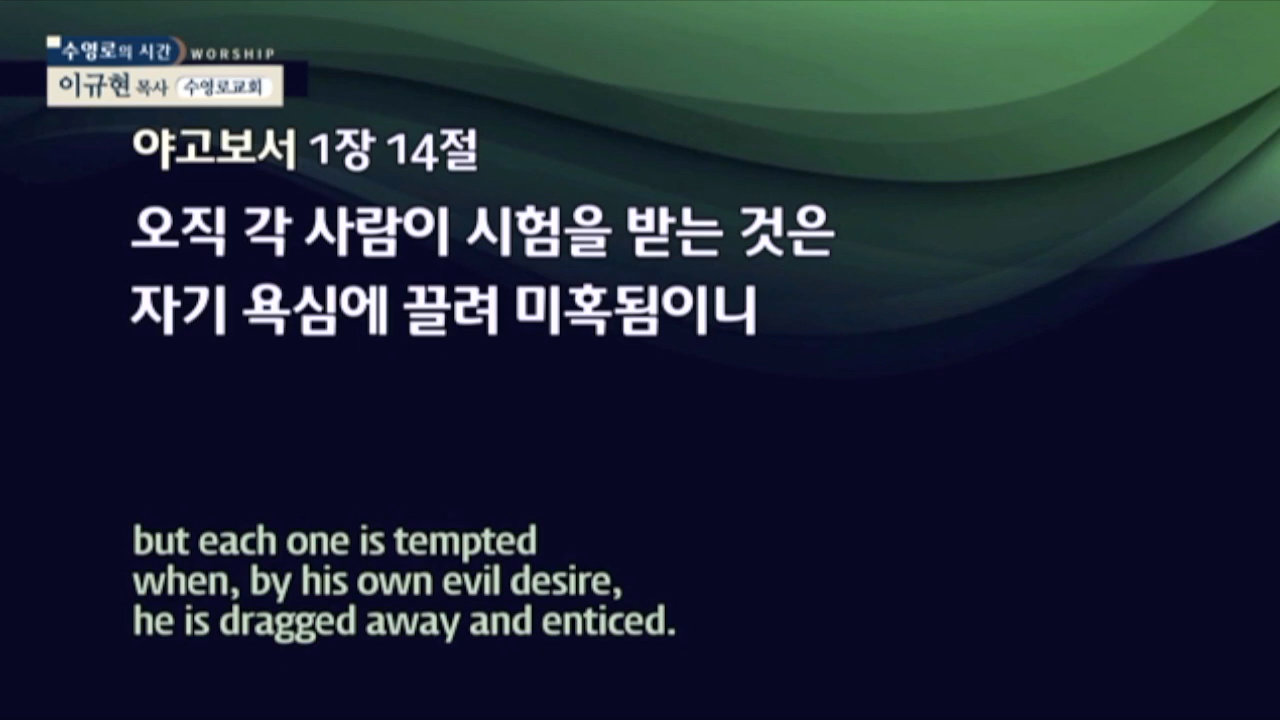 수영로의 시간 WORSHIP
이규현 목사 수영로교회
야고보서 1장 14절
오직 각 사람이 시험을 받는 것은
자기 욕심에 끌려 미혹됨이니
but each one is tempted
when, by his own evil desire,
he is dragged away and enticed.